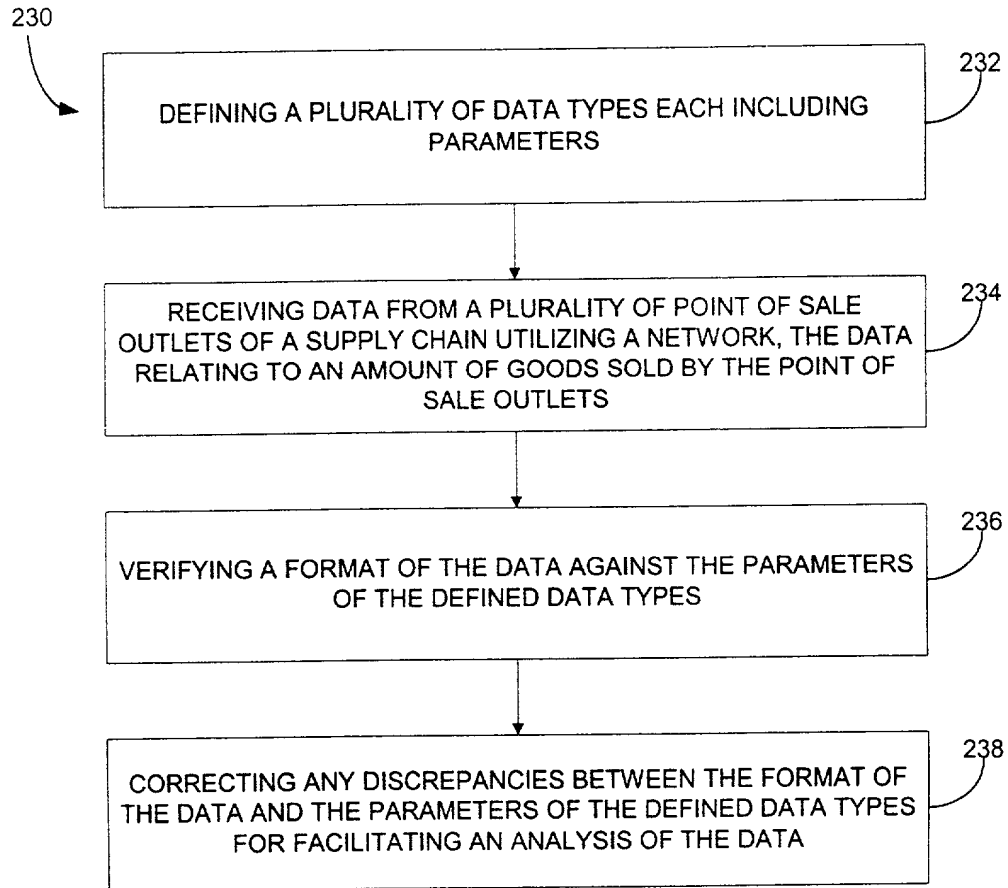 230
232
DEFINING A PLURALITY OF DATA TYPES EACH INCLUDING
PARAMETERS
234
RECEIVING DATA FROM A PLURALITY OF POINT OF SALE
OUTLETS OF A SUPPLY CHAIN UTILIZING A NETWORK, THE DATA
RELATING TO AN AMOUNT OF GOODS SOLD BY THE POINT OF
SALE OUTLETS
236
VERIFYING A FORMAT OF THE DATA AGAINST THE PARAMETERS
OF THE DEFINED DATA TYPES
238
CORRECTING ANY DISCREPANCIES BETWEEN THE FORMAT OF
THE DATA AND THE PARAMETERS OF THE DEFINED DATA TYPES
FOR FACILITATING AN ANALYSIS OF THE DATA